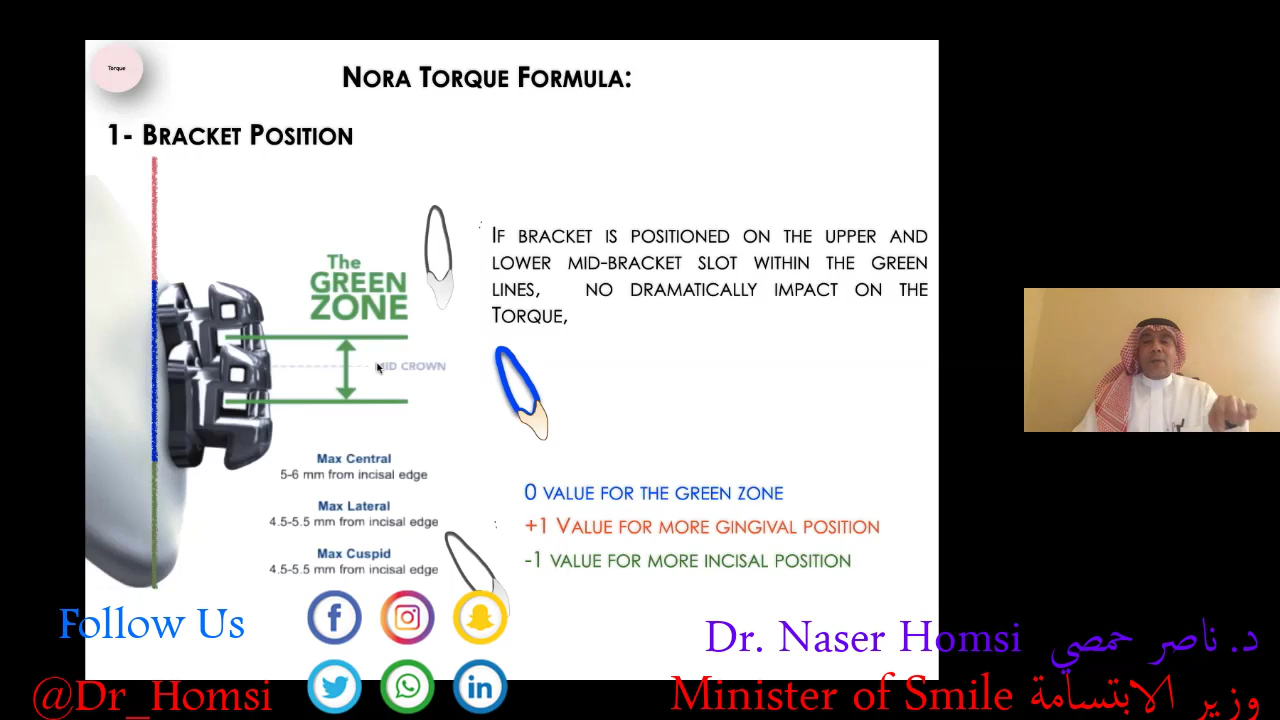 Torque
NORA TORQUE FORMULA:
1- BRACKET POSITION
The
GREEN
ZONE
MID CROWN
IF BRACKET IS POSITIONED ON THE UPPER AND
LOWER MID-BRACKET SLOT WITHIN THE GREEN
LINES, NO DRAMATICALLY IMPACT ON THE
TORQUE,
Max Central
5-6 mm from incisal edge
Max Lateral
4.5-5.5 mm from incisal edge
Max Cuspid
4.5-5.5 mm from incisal edge
0 VALUE FOR THE GREEN ZONE
+1 VALUE FOR MORE GINGIVAL POSITION
-1 VALUE FOR MORE INCISAL POSITION
Follow Us
@Dr_Homsi
Dr. Naser Homsi د. ناصر حمصي
Minister of Smile وزير الابتسامة